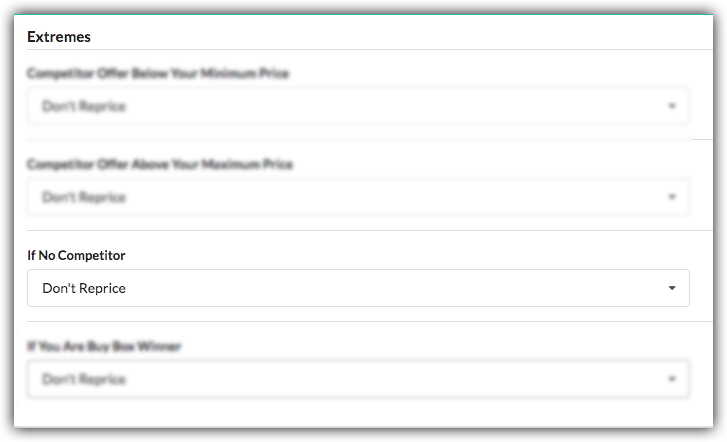 Extremes
Competitor Offer Below Your Minimum Price
Don't Reprice
Competitor Offer Above Your Maximum Price
Don't Reprice
If No Competitor
Don't Reprice
If You Are Buy Box Winner
Don't Reprice